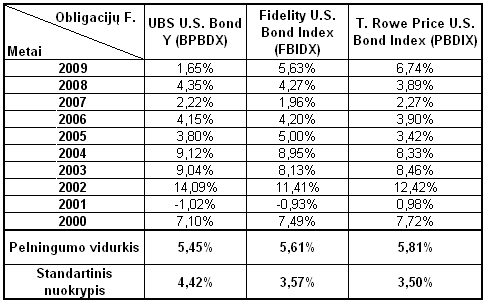 Obligacijų F.
Metai
UBS U.S. Bond Y (BPBDX)
Fidelity U.S. Bond Index (FBIDX)
T. Rowe Price U.S. Bond Index (PBDIX)
2009 1,65% 5,63% 6,74%
2008 4,35% 4,27% 3,89%
2007 2,22% 1,96% 2,27%
2006 4,15% 4,20% 3,90%
2005 3,80% 5,00% 3,42%
2004 9,12% 8,95% 8,33%
2003 9,04% 8,13% 8,46%
2002 14,09% 11,41% 12,42%
2001 -1,02% -0,93% 0,98%
2000 7,10% 7,49% 7,72%
Pelningumo vidurkis 5,45% 5,61% 5,81%
Standartinis nuokrypis 4,42% 3,57% 3,50%